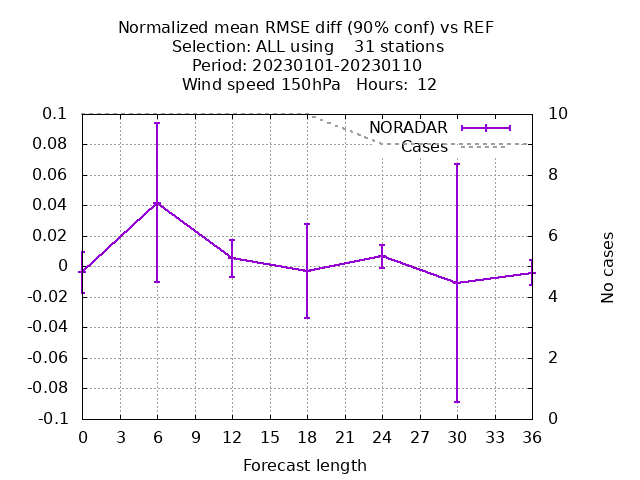 Normalized mean RMSE diff (90% conf) vs REF
Selection: ALL using    31 stations
Period: 20230101-20230110
Wind speed 150hPa   Hours:  12
0.1
0.08
0.06
0.04
0.02
0
-0.02
-0.04
-0.06
-0.08
-0.1
NORADAR
Cases
10
8
6
4
2
0
No cases
0 3 6 9 12 15 18 21 24 27 30 33 36
Forecast length